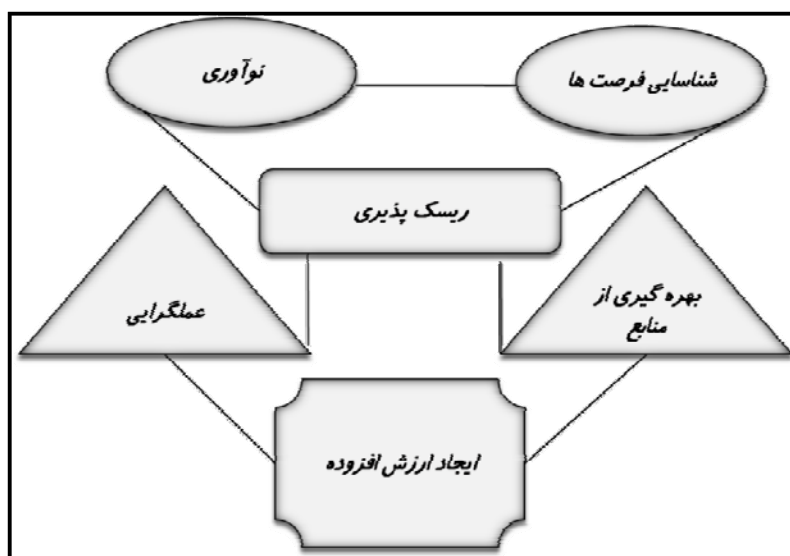 شناسایی فرصت ها
نوآوری
ریسک پذیری
بهره گیری از
منابع
عملگرایی
ایجاد ارزش افزوده